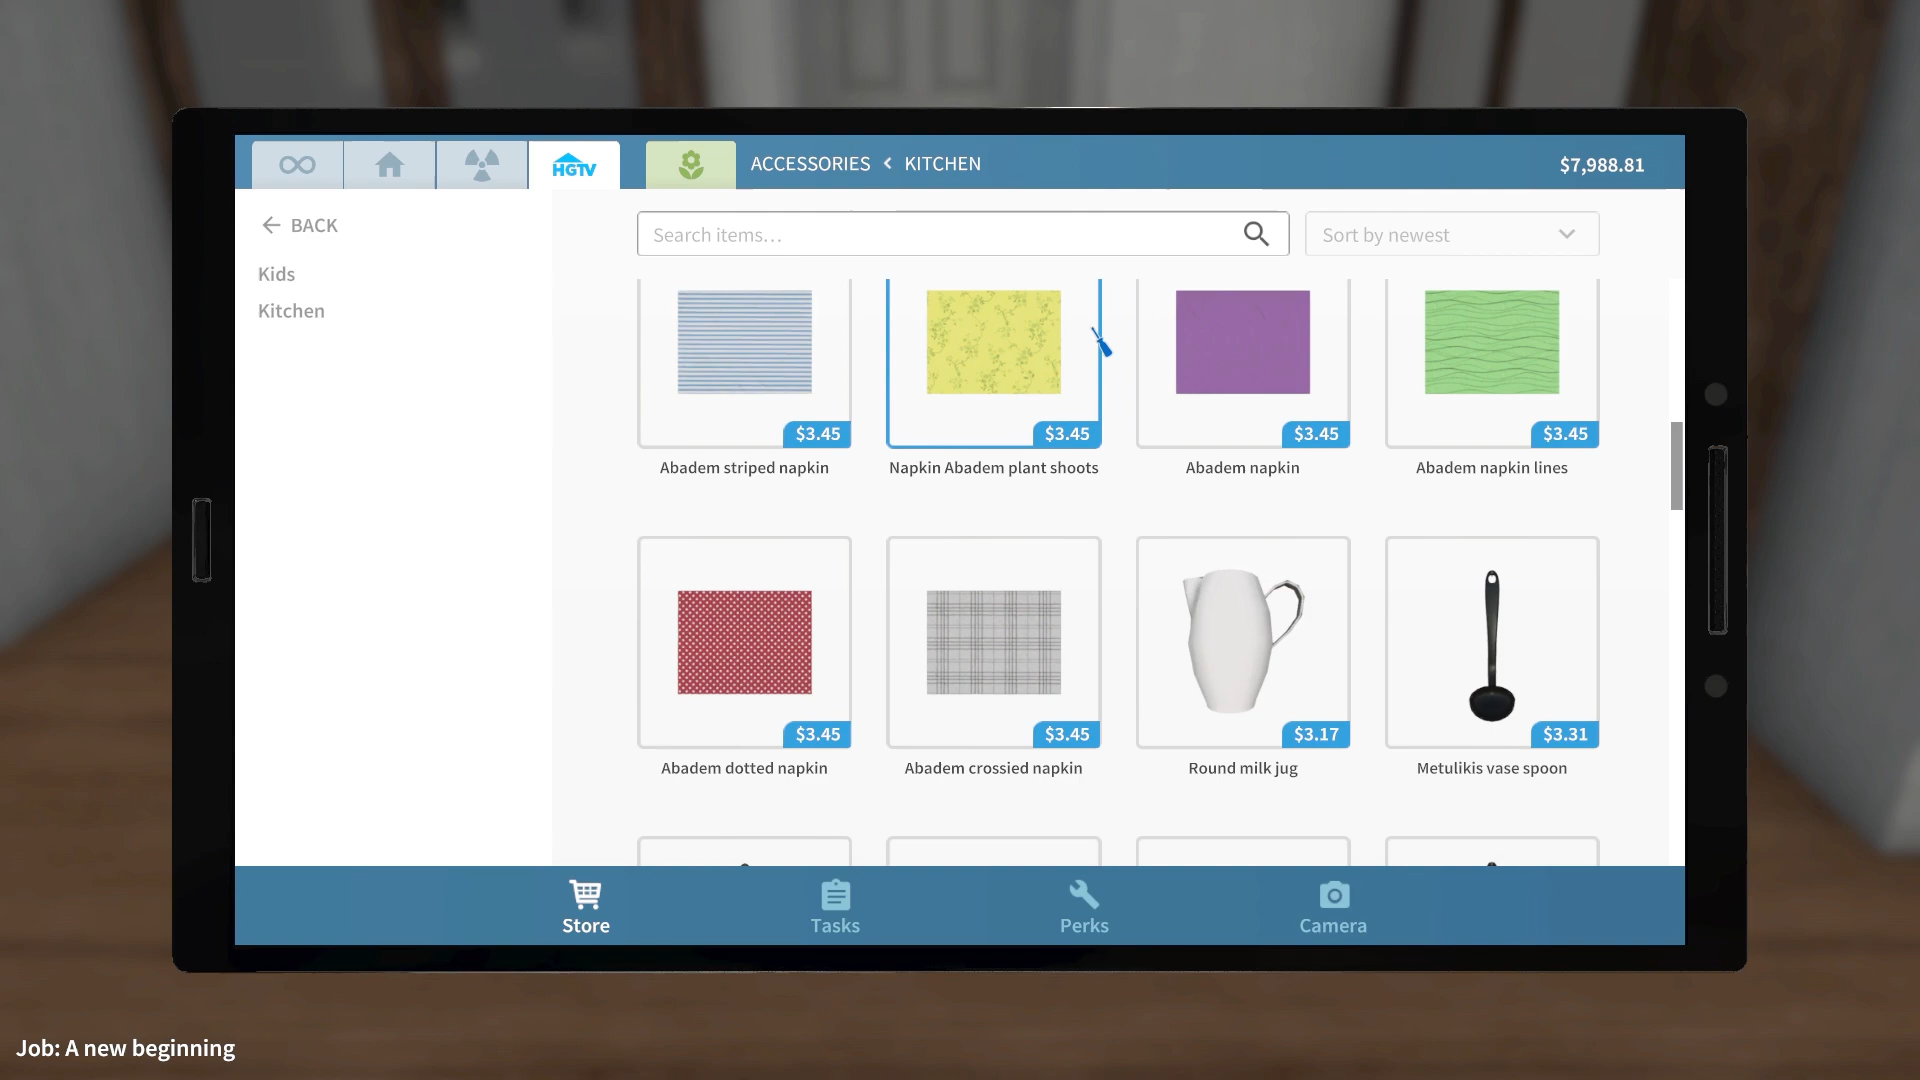 HGTV
ACCESSORIES < KITCHEN
$7,988.81
BACK
Kids
Kitchen
Search items...
Sort by newest
$3.45
$3.45
$3.45
$3.45
Abadem striped napkin
Napkin Abadem plant shoots
Abadem napkin
Abadem napkin lines
$3.45
$3.45
$3.17
$3.31
Abadem dotted napkin
Abadem crossied napkin
Round milk jug
Metulikis vase spoon
Store
Tasks
Perks
Camera
Job: A new beginning